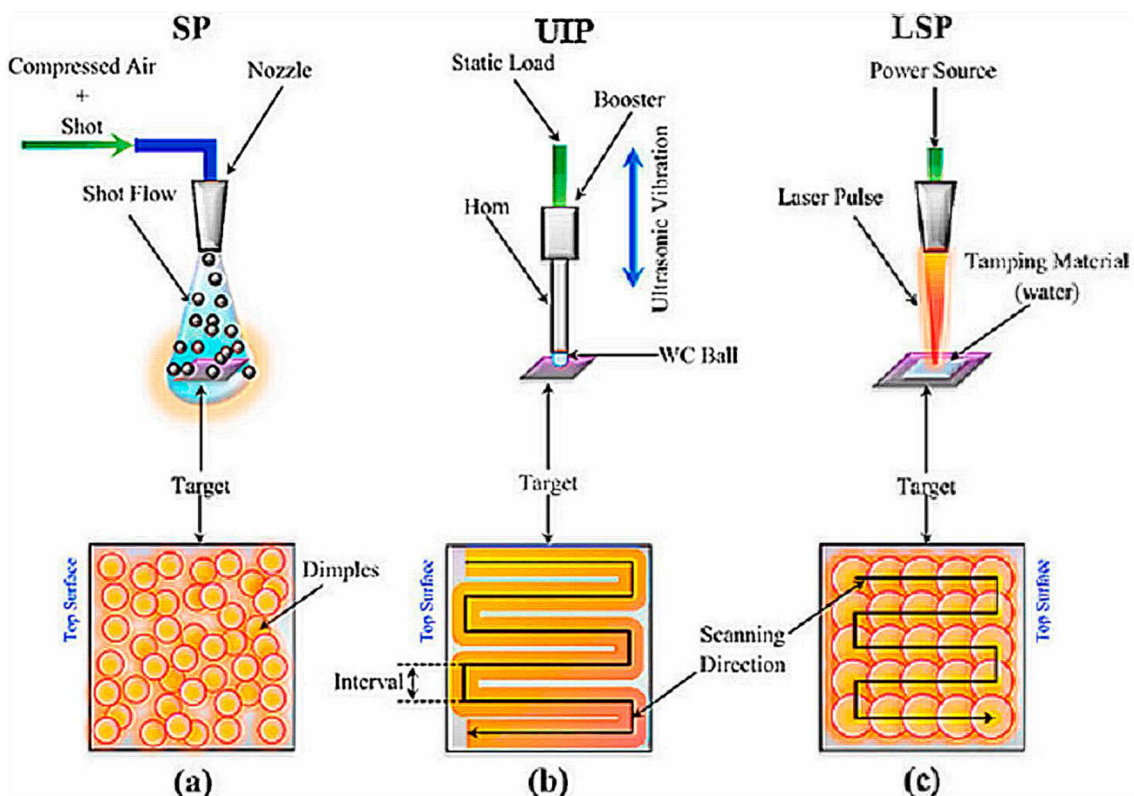 SP
Compressed Air
+
Shot
Nozzle
Shot Flow
Target
Top Surface
Dimples
(a)
UIP
Static Load
Booster
Horn
Ultrasonic Vibration
WC Ball
Target
Top Surface
Interval
(b)
LSP
Power Source
Laser Pulse
Tamping Material
(water)
Target
Scanning
Direction
Top Surface
(c)